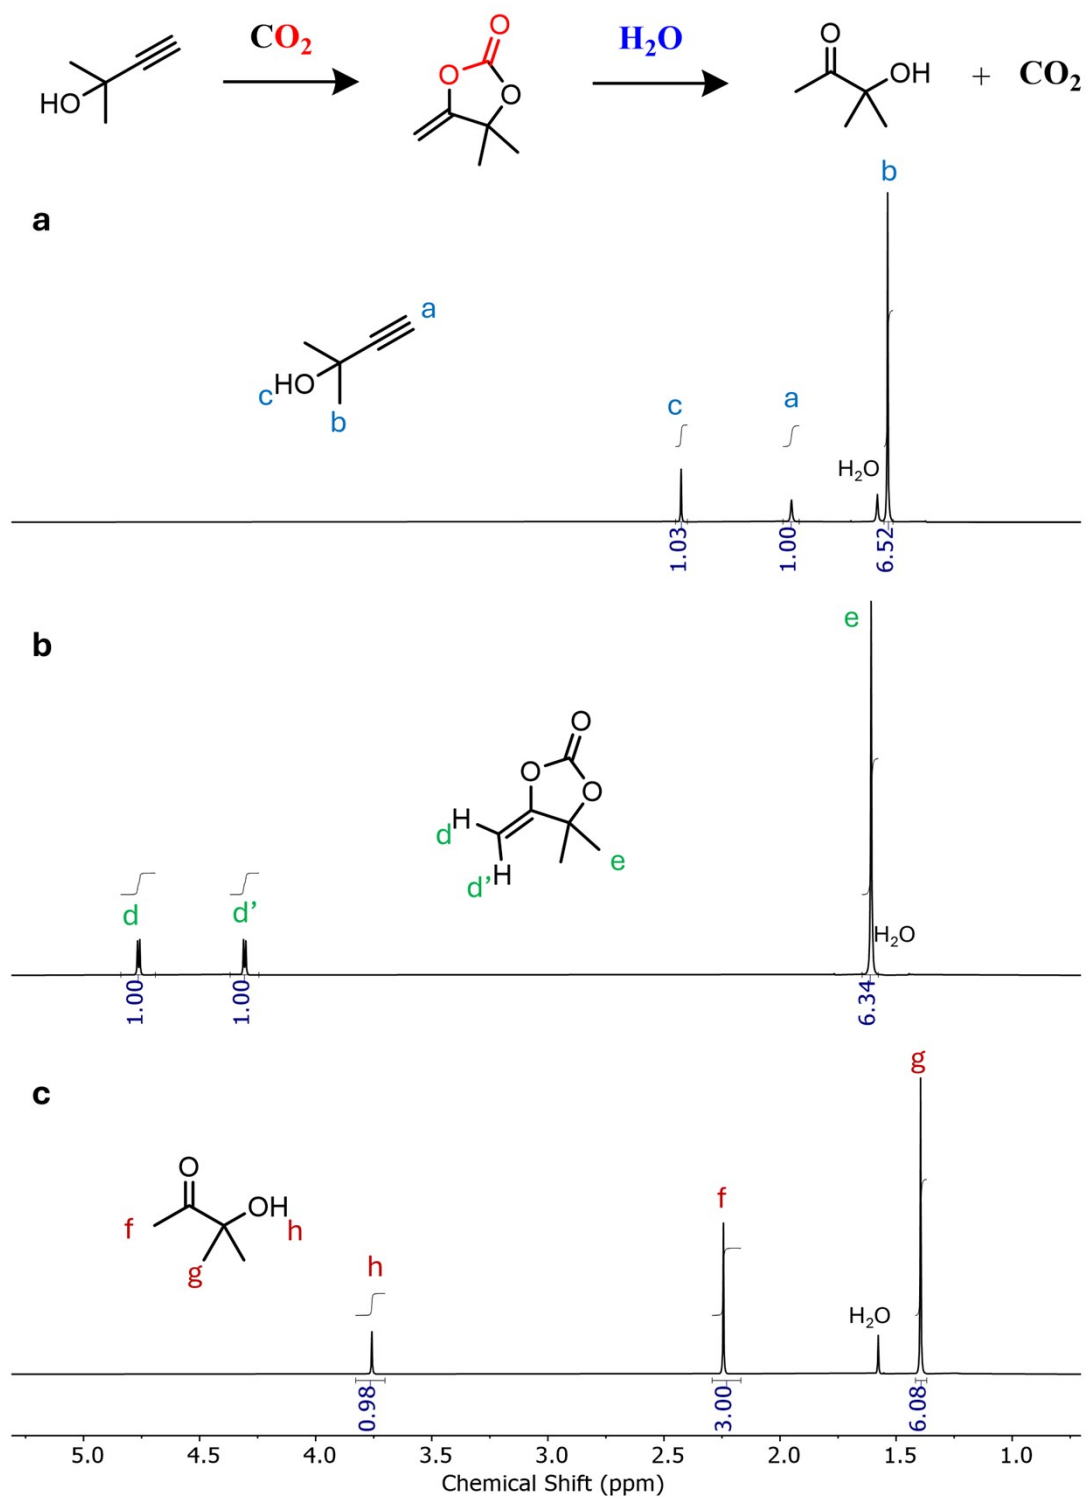 CO2
H2O
HO
O
O
O
O
OH
+ CO2
a
b
a
HO
c
b
c
a
H2O
1.03
1.00
6.52
b
e
O
O
O
H
d
d'
H
e
d
d'
H2O
1.00
1.00
6.34
c
g
O
OH
f
h
g
h
f
H2O
0.98
3.00
6.08
5.0 4.5 4.0 3.5 3.0 2.5 2.0 1.5 1.0
Chemical Shift (ppm)